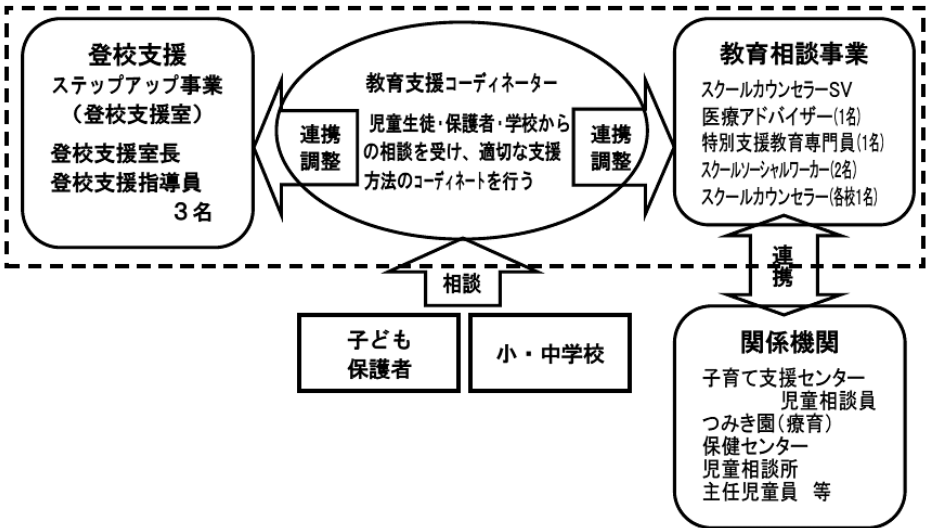 登校支援
ステップアップ事業
（登校支援室）
登校支援室長
登校支援指導員
３名
連携
調整
教育支援コーディネーター
児童生徒・保護者・学校から
の相談を受け、適切な支援
方法のコーディネートを行う
連携
調整
教育相談事業
スクールカウンセラーSV
医療アドバイザー(1名)
特別支援教育専門員(1名)
スクールソーシャルワーカー(2名)
スクールカウンセラー(各校1名)
相談
子ども
保護者
小・中学校
連
携
関係機関
子育て支援センター
児童相談員
つみき園（療育）
保健センター
児童相談所
主任児童員　等